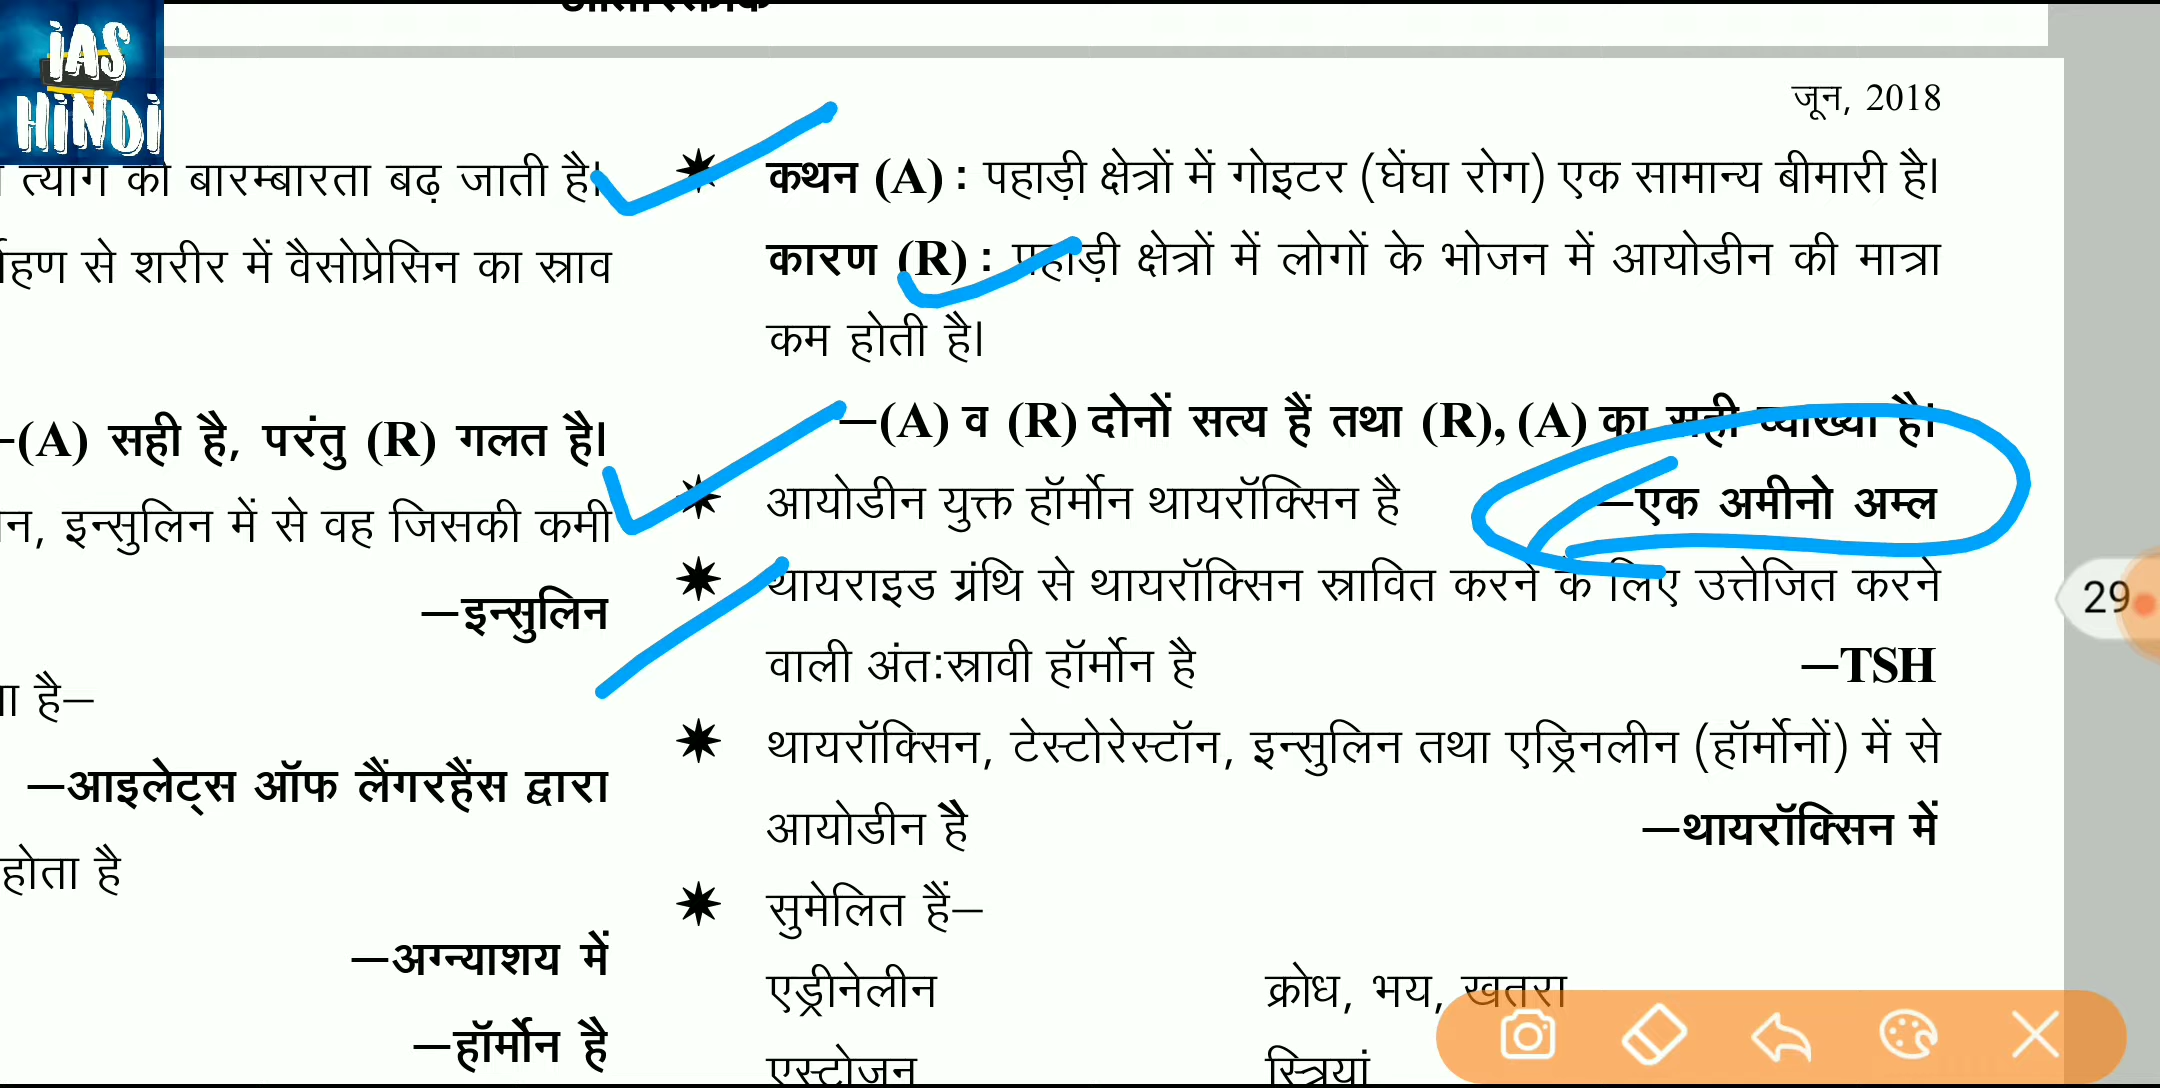 iAS
HiNDi
जून, 2018
त्याग की बारम्बारता बढ़ जाती है।
से शरीर में वैसोप्रेसिन का स्राव
–(A) सही है, परंतु (R) गलत है।
इन्सुलिन में से वह जिसकी कमी
—इन्सुलिन
है—
—आइलेट्स ऑफ लैंगरहैंस द्वारा
होता है
—अग्न्याशय में
—हॉर्मोन है
✷ कथन (A) : पहाड़ी क्षेत्रों में गोइटर (घेंघा रोग) एक सामान्य बीमारी है।
कारण (R) : पहाड़ी क्षेत्रों में लोगों के भोजन में आयोडीन की मात्रा
कम होती है।
—(A) व (R) दोनों सत्य हैं तथा (R), (A) का सही व्याख्या है।
✷ आयोडीन युक्त हॉर्मोन थायरॉक्सिन है —एक अमीनो अम्ल
✷ थायराइड ग्रंथि से थायरॉक्सिन स्रावित करने के लिए उत्तेजित करने
वाली अंतःस्रावी हॉर्मोन है —TSH
✷ थायरॉक्सिन, टेस्टोरेस्टॉन, इन्सुलिन तथा एड्रिनलीन (हॉर्मोनों) में से
आयोडीन है —थायरॉक्सिन में
✷ सुमेलित हैं—
एड्रीनेलीन क्रोध, भय, खतरा
एस्ट्रोजन स्त्रियां
29